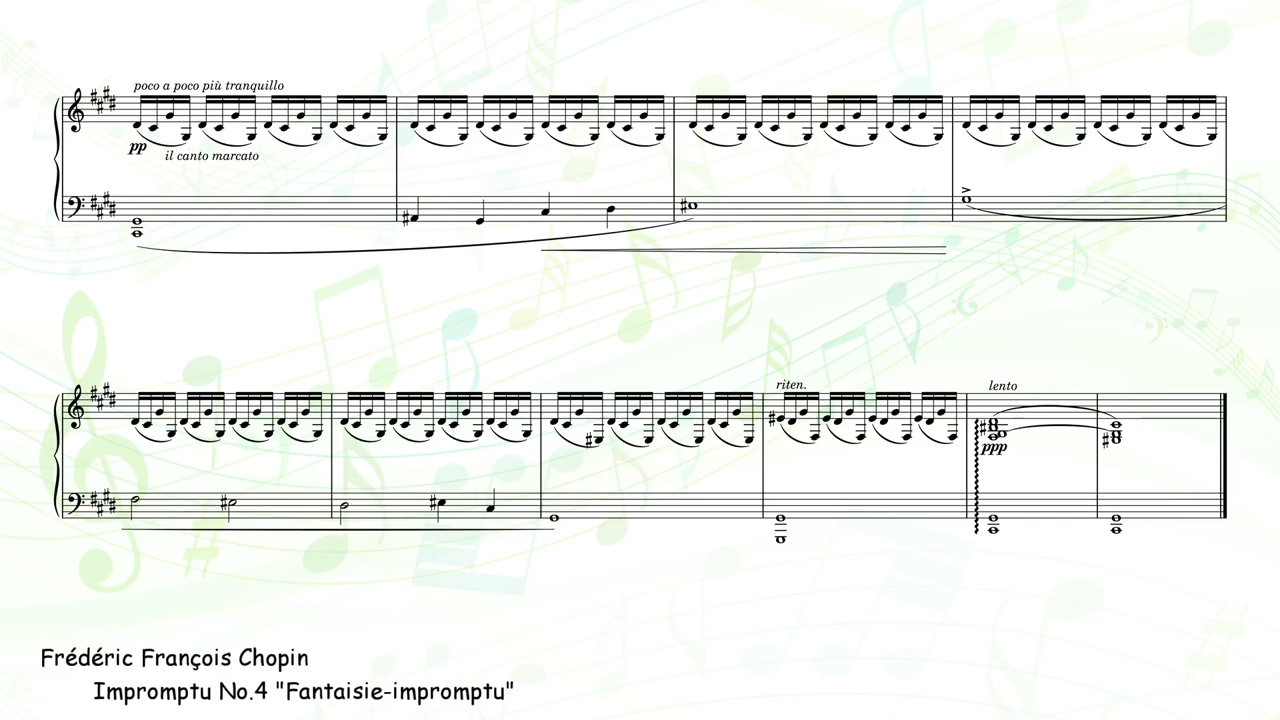 poco a poco più tranquillo
pp
il canto marcato
riten.
lento
ppp
Frédéric François Chopin
Impromptu No.4 "Fantaisie-impromptu"